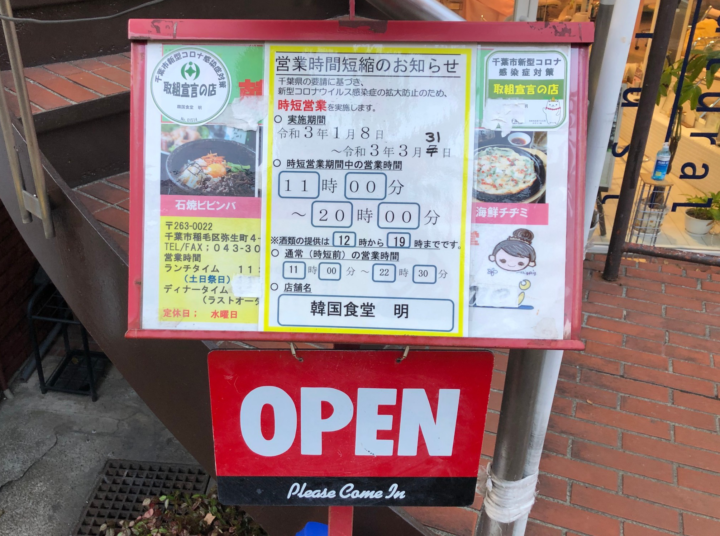 千葉市新型コロナ感染症対策
取組宣言の店
韓国食堂 明
石焼ビビンバ
〒263-0022
千葉市稲毛区弥生町4-
TEL/FAX:043-30
営業時間
ランチタイム 11:
(土日祭日)
ディナータイム
(ラストオーダ
定休日; 水曜日
営業時間短縮のお知らせ
千葉県の要請に基づき、
新型コロナウイルス感染症の拡大防止のため、
時短営業を実施します。
○ 実施期間
令和3年1月8日
～令和3年3月31日
○ 時短営業期間中の営業時間
11時00分
～20時00分
※酒類の提供は12時から19時までです。
○ 通常(時短前)の営業時間
11時00分～22時30分
○ 店舗名
韓国食堂 明
千葉市新型コロナ
感染症対策
取組宣言の店
海鮮チヂミ
OPEN
Please Come In